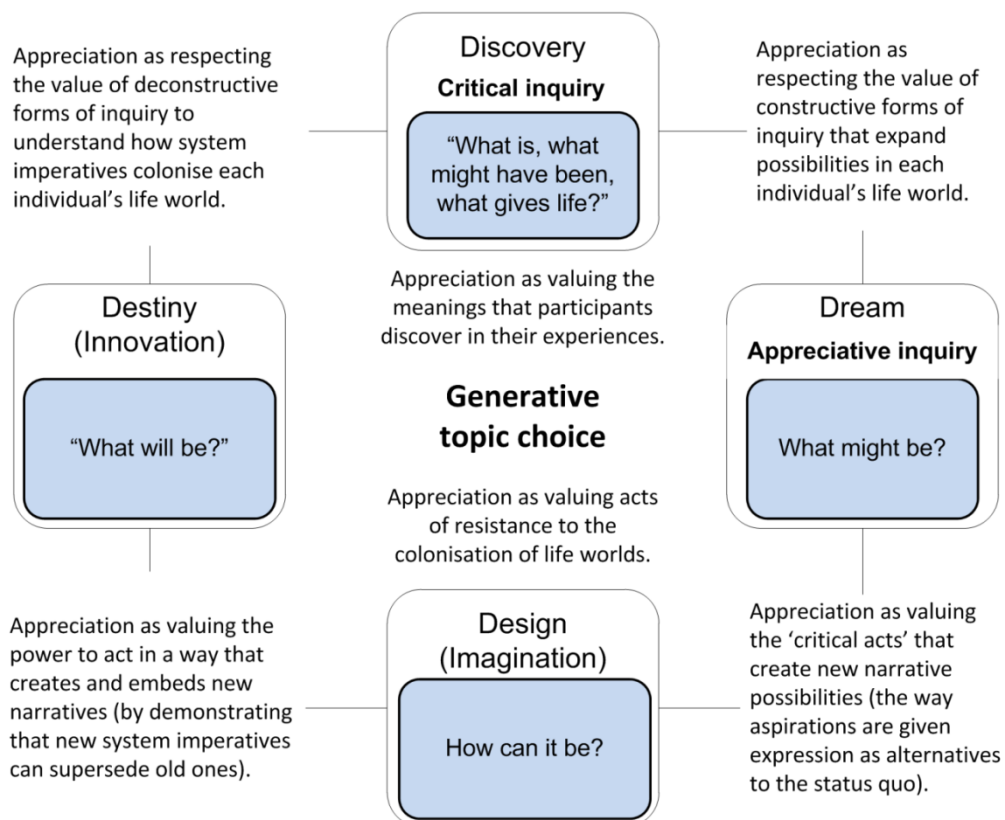 Appreciation as respecting
the value of deconstructive
forms of inquiry to
understand how system
imperatives colonise each
individual’s life world.
Discovery
Critical inquiry
“What is, what
might have been,
what gives life?”
Appreciation as
respecting the value of
constructive forms of
inquiry that expand
possibilities in each
individual’s life world.
Destiny
(Innovation)
“What will be?”
Appreciation as valuing the
meanings that participants
discover in their experiences.
Generative
topic choice
Appreciation as valuing acts
of resistance to the
colonisation of life worlds.
Dream
Appreciative inquiry
What might be?
Appreciation as valuing the
power to act in a way that
creates and embeds new
narratives (by demonstrating
that new system imperatives
can supersede old ones).
Design
(Imagination)
How can it be?
Appreciation as valuing
the ‘critical acts’ that
create new narrative
possibilities (the way
aspirations are given
expression as alternatives
to the status quo).